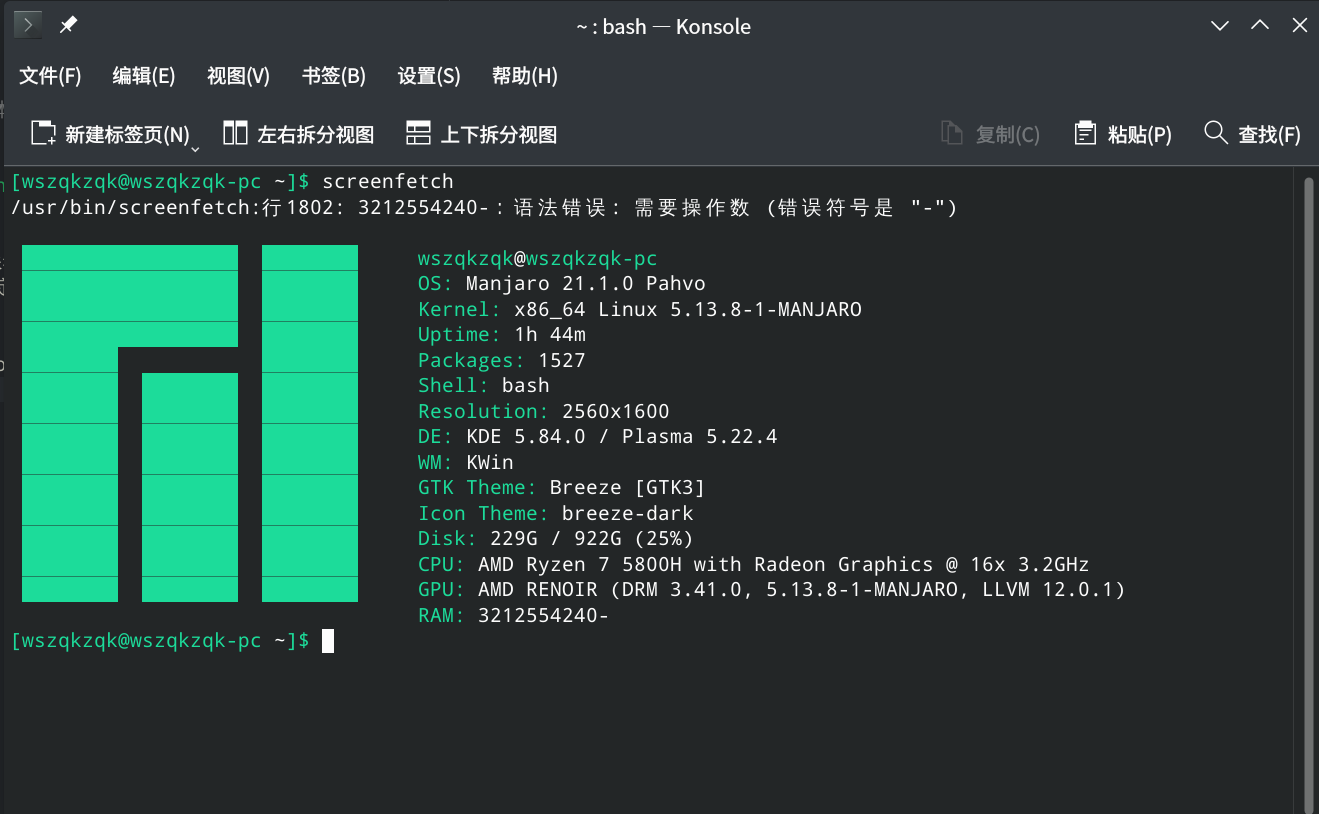 ~ : bash — Konsole
文件(F) 编辑(E) 视图(V) 书签(B) 设置(S) 帮助(H)
新建标签页(N) 左右拆分视图 上下拆分视图 复制(C) 粘贴(P) 查找(F)
[wszqkzqk@wszqkzqk-pc ~]$ screenfetch
/usr/bin/screenfetch:行1802: 3212554240-：语法错误: 需要操作数 (错误符号是 "-")
wszqkzqk@wszqkzqk-pc
OS: Manjaro 21.1.0 Pahvo
Kernel: x86_64 Linux 5.13.8-1-MANJARO
Uptime: 1h 44m
Packages: 1527
Shell: bash
Resolution: 2560x1600
DE: KDE 5.84.0 / Plasma 5.22.4
WM: KWin
GTK Theme: Breeze [GTK3]
Icon Theme: breeze-dark
Disk: 229G / 922G (25%)
CPU: AMD Ryzen 7 5800H with Radeon Graphics @ 16x 3.2GHz
GPU: AMD RENOIR (DRM 3.41.0, 5.13.8-1-MANJARO, LLVM 12.0.1)
RAM: 3212554240-
[wszqkzqk@wszqkzqk-pc ~]$